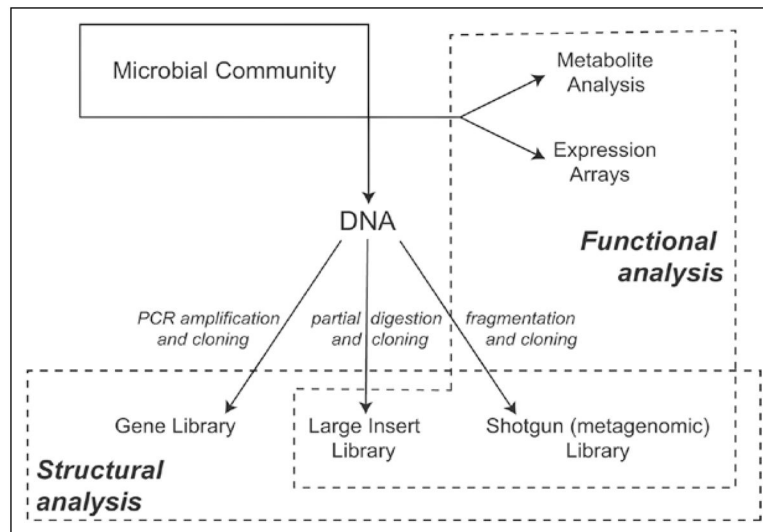 Microbial Community
Metabolite
Analysis
Expression
Arrays
DNA
Functional
analysis
PCR amplification
and cloning
partial digestion
and cloning
fragmentation
and cloning
Gene Library
Large Insert
Library
Shotgun (metagenomic)
Library
Structural
analysis